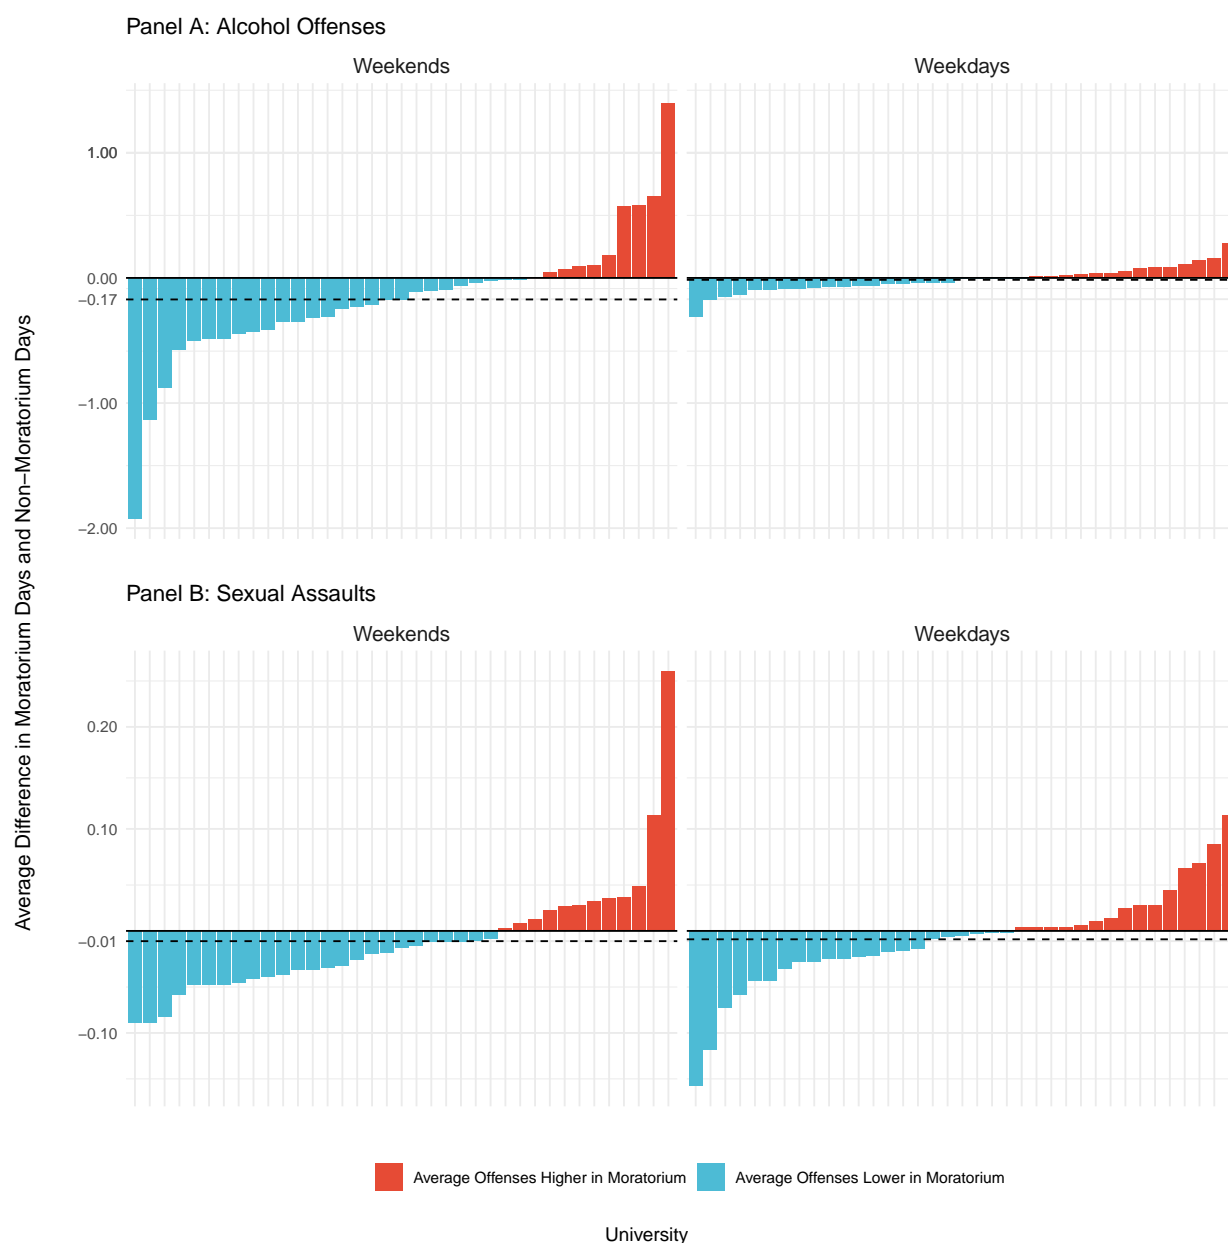 Panel A: Alcohol Offenses
Weekends
Weekdays
1.00
0.00
−0.17
−1.00
−2.00
Average Difference in Moratorium Days and Non−Moratorium Days
Panel B: Sexual Assaults
Weekends
Weekdays
0.20
0.10
−0.01
−0.10
Average Offenses Higher in Moratorium
Average Offenses Lower in Moratorium
University